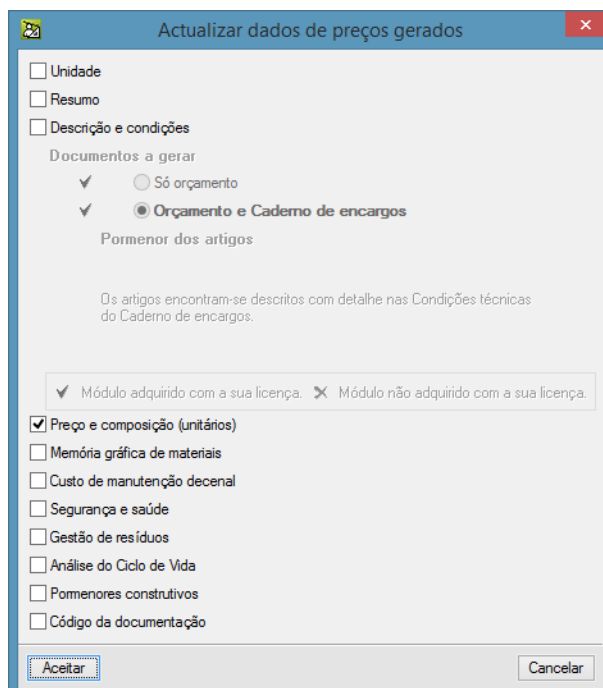 Actualizar dados de preços gerados
Unidade
Resumo
Descrição e condições
Documentos a gerar
Só orçamento
Orçamento e Caderno de encargos
Pormenor dos artigos
Os artigos encontram-se descritos com detalhe nas Condições técnicas
do Caderno de encargos.
Módulo adquirido com a sua licença. Módulo não adquirido com a sua licença.
Preço e composição (unitários)
Memória gráfica de materiais
Custo de manutenção decenal
Segurança e saúde
Gestão de resíduos
Análise do Ciclo de Vida
Pormenores construtivos
Código da documentação
Aceitar Cancelar